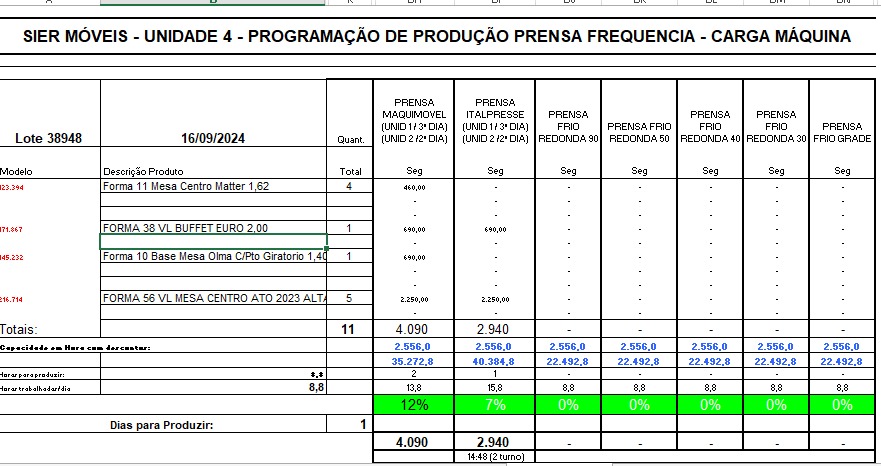 SIER MÓVEIS - UNIDADE 4 - PROGRAMAÇÃO DE PRODUÇÃO PRENSA FREQUENCIA - CARGA MÁQUINA
Lote 38948 16/09/2024 Quant. PRENSA MAQUIMOVEL (UNID 1 / 3ª DIA) (UNID 2 /2ª DIA) PRENSA ITALPRESSE (UNID 1 / 3ª DIA) (UNID 2 /2ª DIA) PRENSA FRIO REDONDA 90 PRENSA FRIO REDONDA 50 PRENSA FRIO REDONDA 40 PRENSA FRIO REDONDA 30 PRENSA FRIO GRADE
Modelo Descrição Produto Total Seg Seg Seg Seg Seg Seg Seg
123.394 Forma 11 Mesa Centro Matter 1,62 4 460,00 - - - - - -
- - - - - - -
- - - - - - -
171.867 FORMA 38 VL BUFFET EURO 2,00 1 690,00 690,00 - - - - -
- - - - - - -
145.232 Forma 10 Base Mesa Olma C/Pto Giratorio 1,40 1 690,00 - - - - - -
- - - - - - -
- - - - - - -
216.714 FORMA 56 VL MESA CENTRO ATO 2023 ALTA 5 2.250,00 2.250,00 - - - - -
- - - - - - -
Totais: 11 4.090 2.940 - - - - -
Capacidade em Hora com descontar: 2.556,0 2.556,0 2.556,0 2.556,0 2.556,0 2.556,0 2.556,0
35.272,8 40.384,8 22.492,8 22.492,8 22.492,8 22.492,8 22.492,8
Horas para produzir: 8,8 2 1 - - - - -
Horas trabalhadas/dia 8,8 13,8 15,8 8,8 8,8 8,8 8,8 8,8
12% 7% 0% 0% 0% 0% 0%
Dias para Produzir: 1
4.090 2.940 - - - - -
14:48 (2 turno)